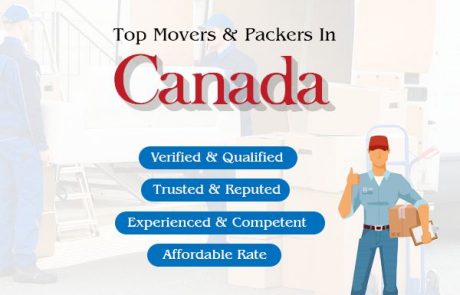 Top Movers & Packers In
Canada
Verified & Qualified
Trusted & Reputed
Experienced & Competent
Affordable Rate